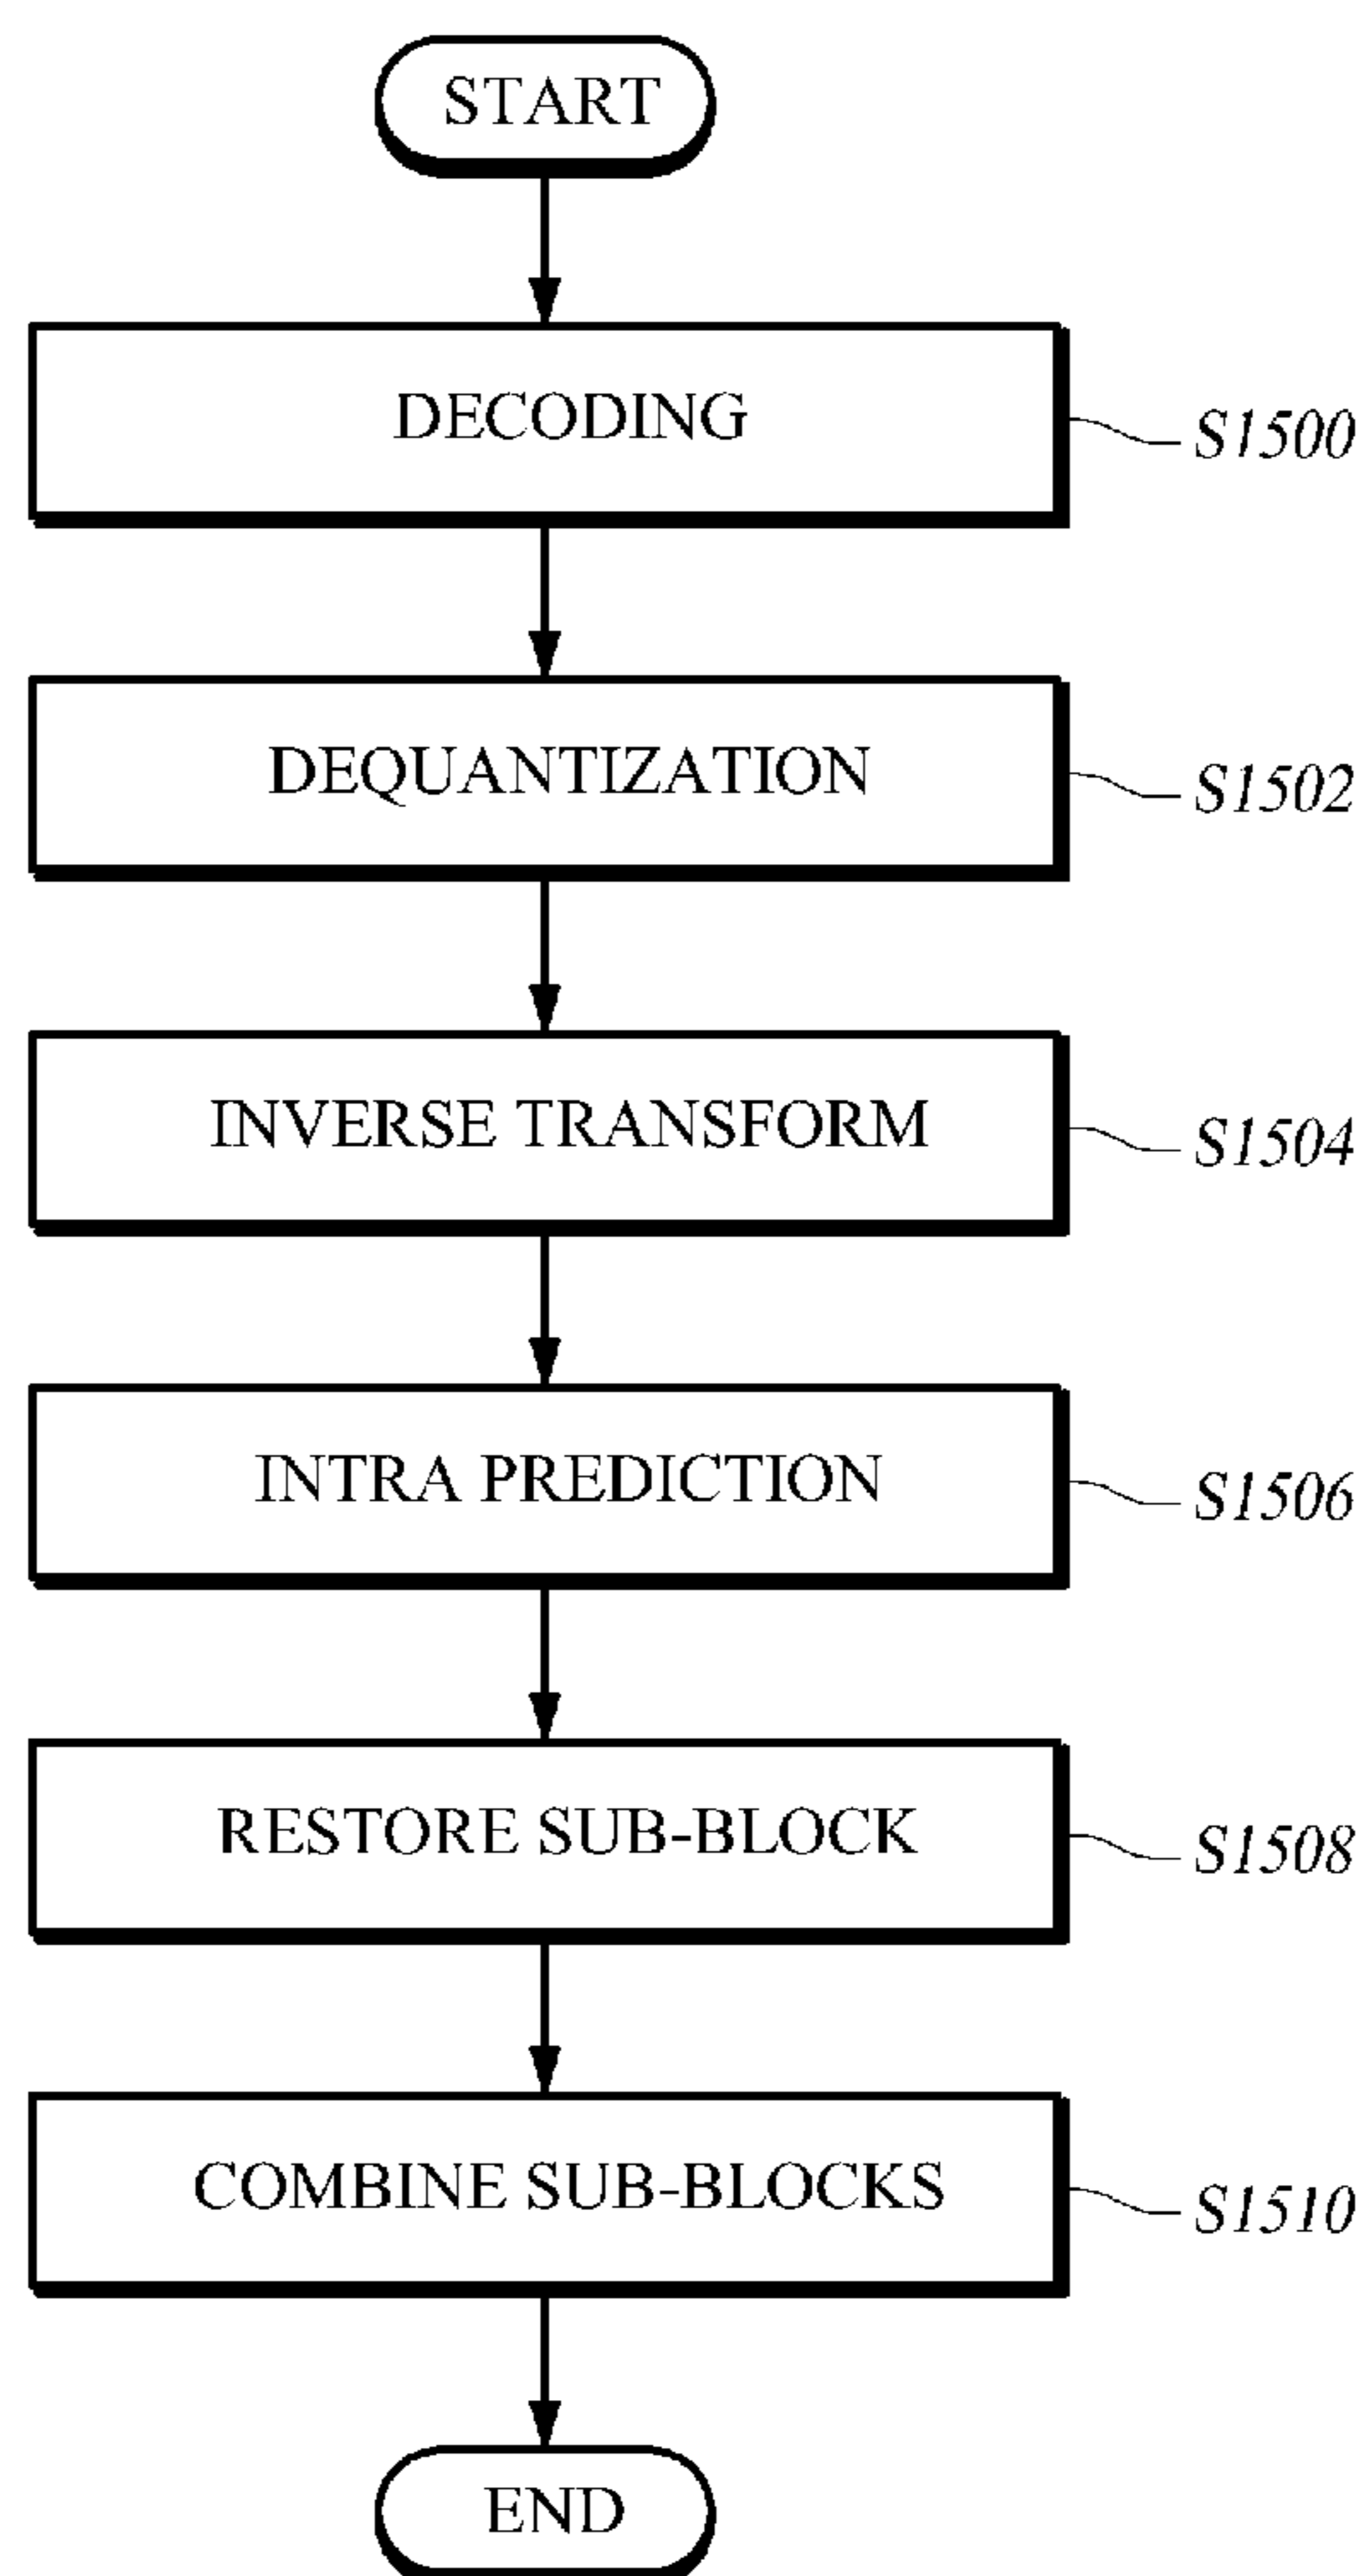 START
DECODING
S1500
DEQUANTIZATION
S1502
INVERSE TRANSFORM
S1504
INTRA PREDICTION
S1506
RESTORE SUB-BLOCK
S1508
COMBINE SUB-BLOCKS
S1510
END